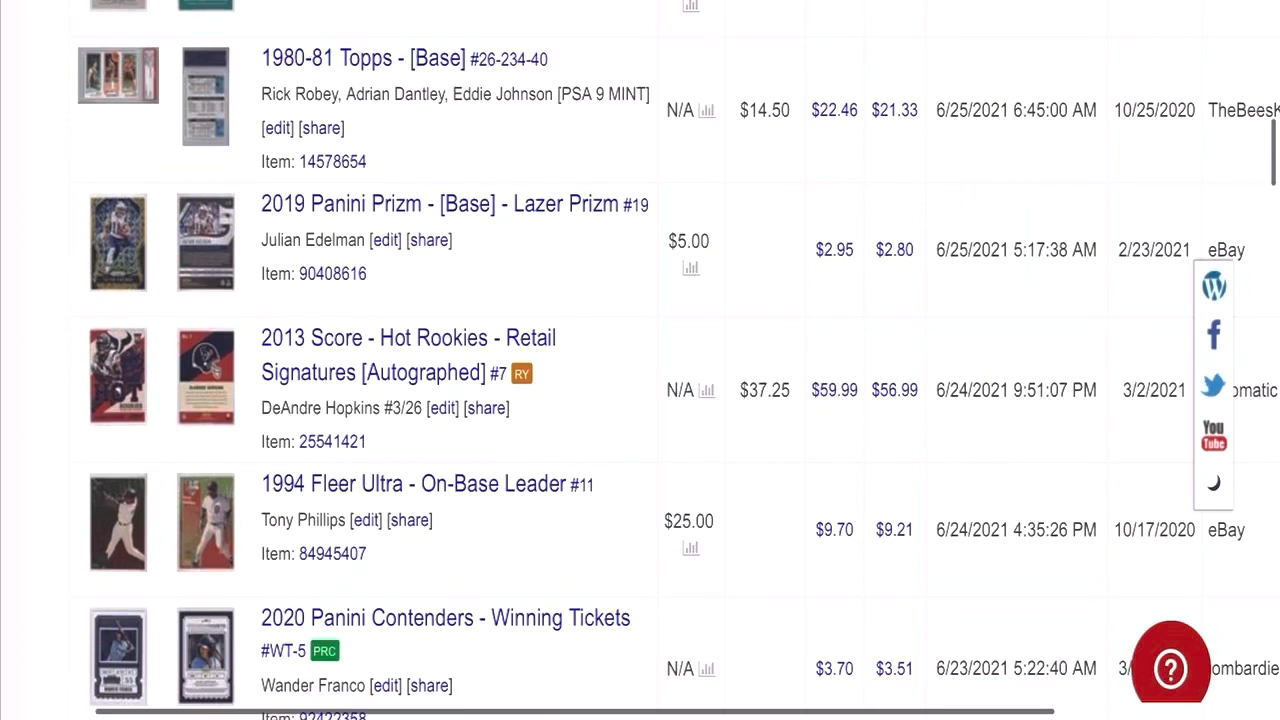 1980-81 Topps - [Base] #26-234-40
Rick Robey, Adrian Dantley, Eddie Johnson [PSA 9 MINT]
[edit] [share]
Item: 14578654
N/A $14.50 $22.46 $21.33 6/25/2021 6:45:00 AM 10/25/2020
2019 Panini Prizm - [Base] - Lazer Prizm #19
Julian Edelman [edit] [share]
Item: 90408616
$5.00 $2.95 $2.80 6/25/2021 5:17:38 AM 2/23/2021 eBay
2013 Score - Hot Rookies - Retail
Signatures [Autographed] #7 RY
DeAndre Hopkins #3/26 [edit] [share]
Item: 25541421
N/A $37.25 $59.99 $56.99 6/24/2021 9:51:07 PM 3/2/2021
1994 Fleer Ultra - On-Base Leader #11
Tony Phillips [edit] [share]
Item: 84945407
$25.00 $9.70 $9.21 6/24/2021 4:35:26 PM 10/17/2020 eBay
2020 Panini Contenders - Winning Tickets
#WT-5 PRC
Wander Franco [edit] [share]
Item: 92422358
N/A $3.70 $3.51 6/23/2021 5:22:40 AM
You
Tube